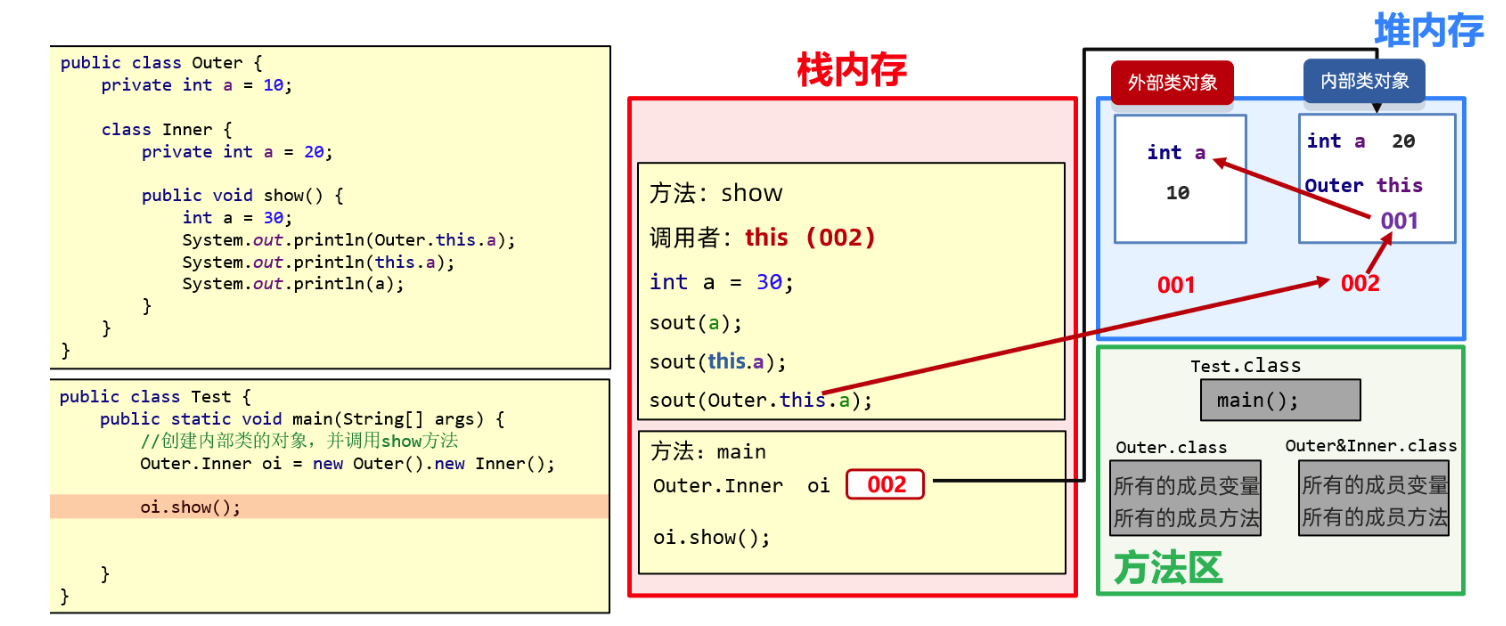 public class Outer {
private int a = 10;
class Inner {
private int a = 20;
public void show() {
int a = 30;
System.out.println(Outer.this.a);
System.out.println(this.a);
System.out.println(a);
}
}
}
public class Test {
public static void main(String[] args) {
//创建内部类的对象，并调用show方法
Outer.Inner oi = new Outer().new Inner();
oi.show();
}
}
栈内存
方法：show
调用者：this （002）
int a = 30;
sout(a);
sout(this.a);
sout(Outer.this.a);
方法：main
Outer.Inner oi 002
oi.show();
堆内存
外部类对象
int a
10
001
内部类对象
int a 20
Outer this
001
002
Test.class
main();
Outer.class
所有的成员变量
所有的成员方法
Outer&Inner.class
所有的成员变量
所有的成员方法
方法区